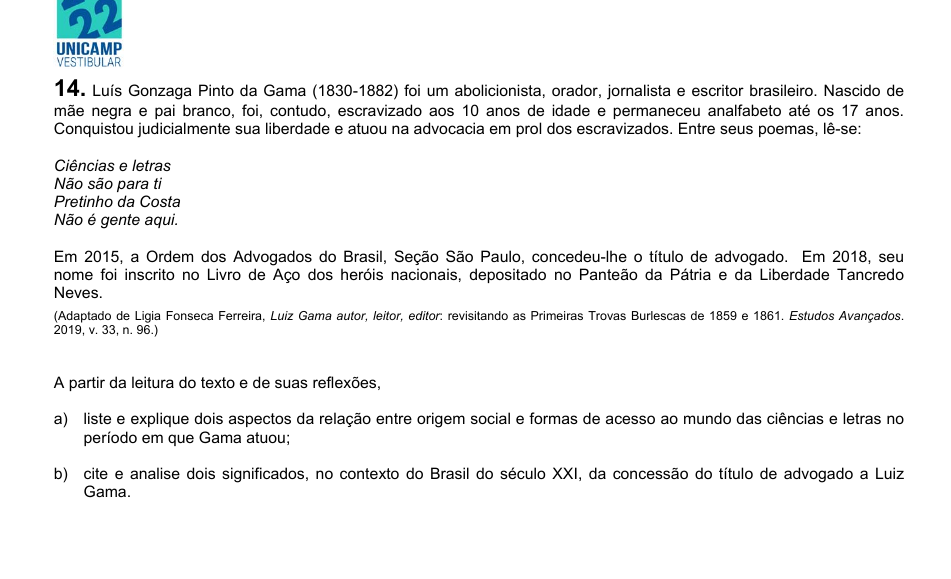 22
UNICAMP
VESTIBULAR
14. Luís Gonzaga Pinto da Gama (1830-1882) foi um abolicionista, orador, jornalista e escritor brasileiro. Nascido de
mãe negra e pai branco, foi, contudo, escravizado aos 10 anos de idade e permaneceu analfabeto até os 17 anos.
Conquistou judicialmente sua liberdade e atuou na advocacia em prol dos escravizados. Entre seus poemas, lê-se:
Ciências e letras
Não são para ti
Pretinho da Costa
Não é gente aqui.
Em 2015, a Ordem dos Advogados do Brasil, Seção São Paulo, concedeu-lhe o título de advogado. Em 2018, seu
nome foi inscrito no Livro de Aço dos heróis nacionais, depositado no Panteão da Pátria e da Liberdade Tancredo
Neves.
(Adaptado de Ligia Fonseca Ferreira, Luiz Gama autor, leitor, editor: revisitando as Primeiras Trovas Burlescas de 1859 e 1861. Estudos Avançados.
2019, v. 33, n. 96.)
A partir da leitura do texto e de suas reflexões,
a) liste e explique dois aspectos da relação entre origem social e formas de acesso ao mundo das ciências e letras no
período em que Gama atuou;
b) cite e analise dois significados, no contexto do Brasil do século XXI, da concessão do título de advogado a Luiz
Gama.